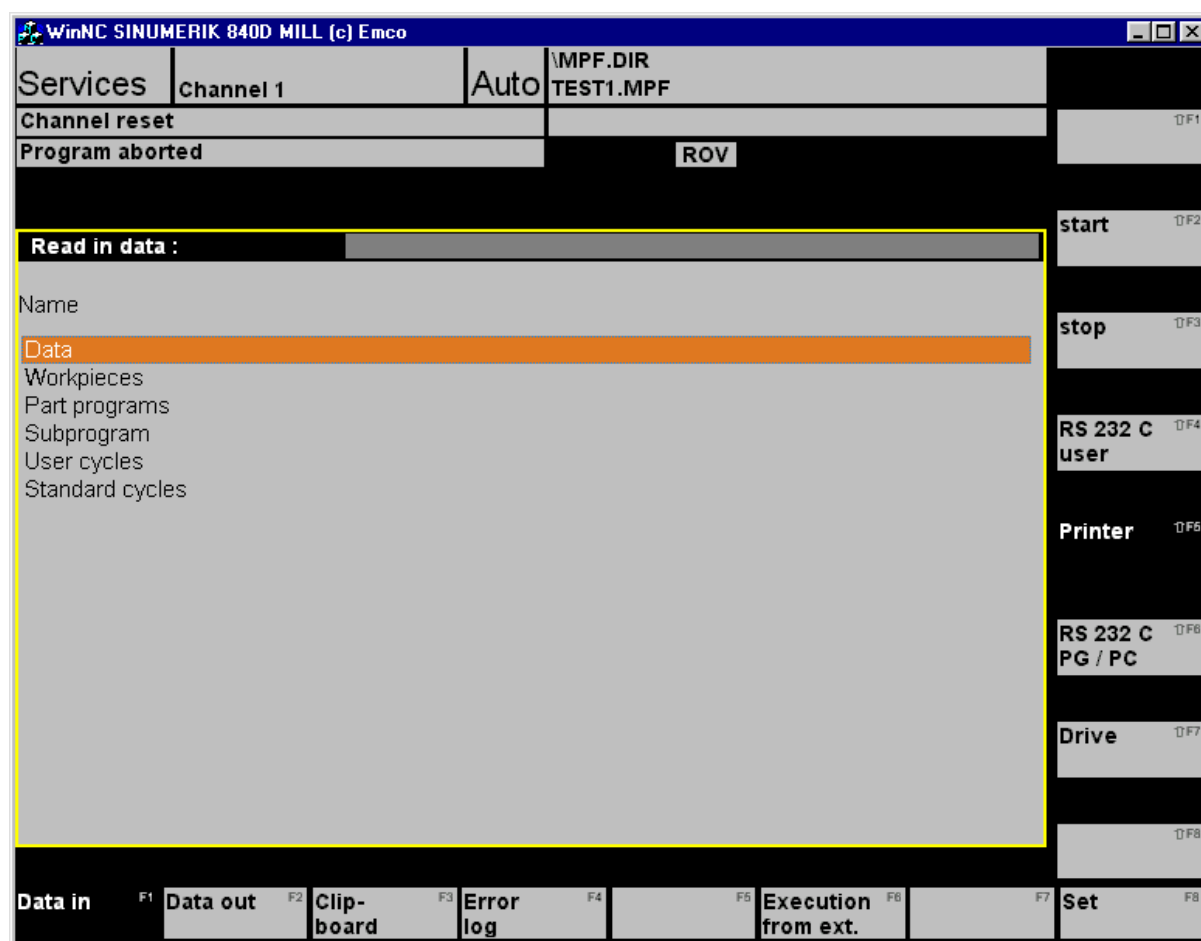 WinNC SINUMERIK 840D MILL (c) Emco
Services
Channel 1
Auto
\MPF.DIR
TEST1.MPF
Channel reset
Program aborted
ROV
Read in data :
Name
Data
Workpieces
Part programs
Subprogram
User cycles
Standard cycles
⇧F1
start ⇧F2
stop ⇧F3
RS 232 C ⇧F4
user
Printer ⇧F5
RS 232 C ⇧F6
PG / PC
Drive ⇧F7
⇧F8
Data in F1
Data out F2
Clip- F3
board
Error F4
log
F5
Execution F6
from ext.
F7
Set F8